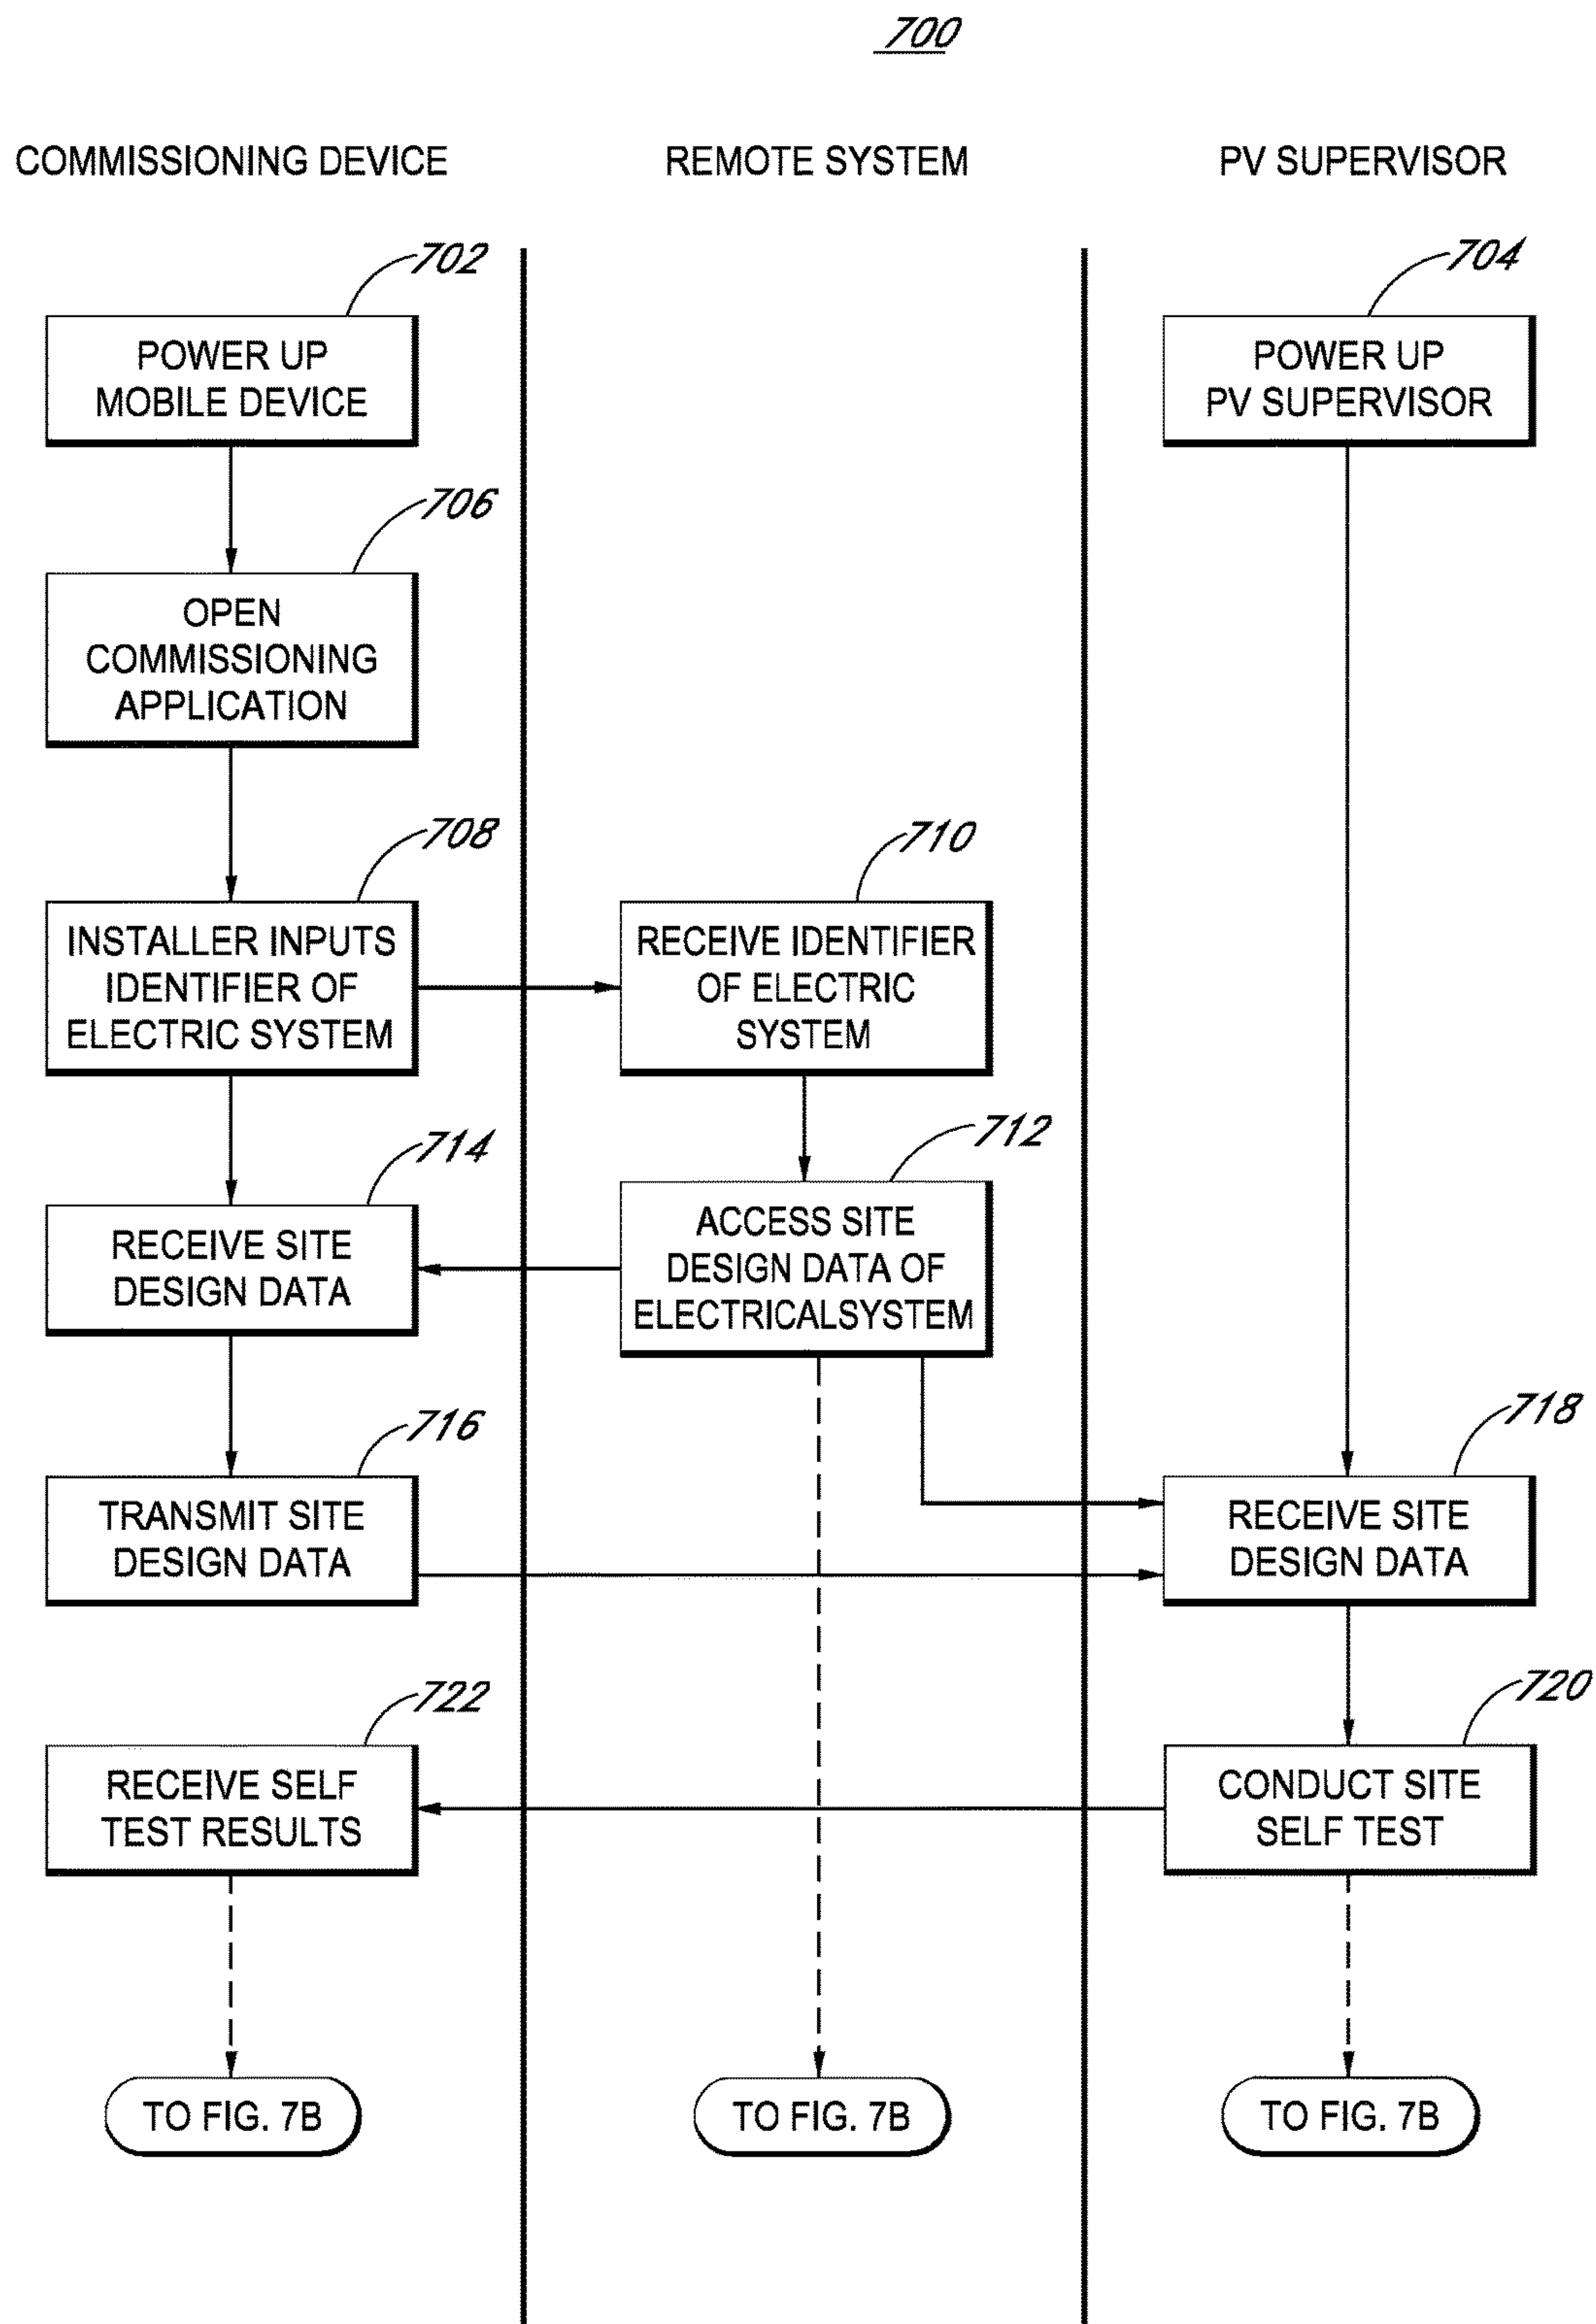 700
COMMISSIONING DEVICE
REMOTE SYSTEM
PV SUPERVISOR
702
704
POWER UP
MOBILE DEVICE
POWER UP
PV SUPERVISOR
706
OPEN
COMMISSIONING
APPLICATION
708
710
INSTALLER INPUTS
IDENTIFIER OF
ELECTRIC SYSTEM
RECEIVE IDENTIFIER
OF ELECTRIC
SYSTEM
714
712
RECEIVE SITE
DESIGN DATA
ACCESS SITE
DESIGN DATA OF
ELECTRICALSYSTEM
716
718
TRANSMIT SITE
DESIGN DATA
RECEIVE SITE
DESIGN DATA
722
720
RECEIVE SELF
TEST RESULTS
CONDUCT SITE
SELF TEST
TO FIG. 7B
TO FIG. 7B
TO FIG. 7B